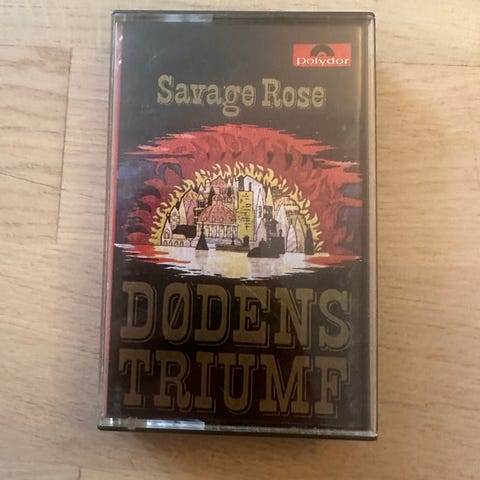 Polydor
Savage Rose
DØDENS
TRIUMF